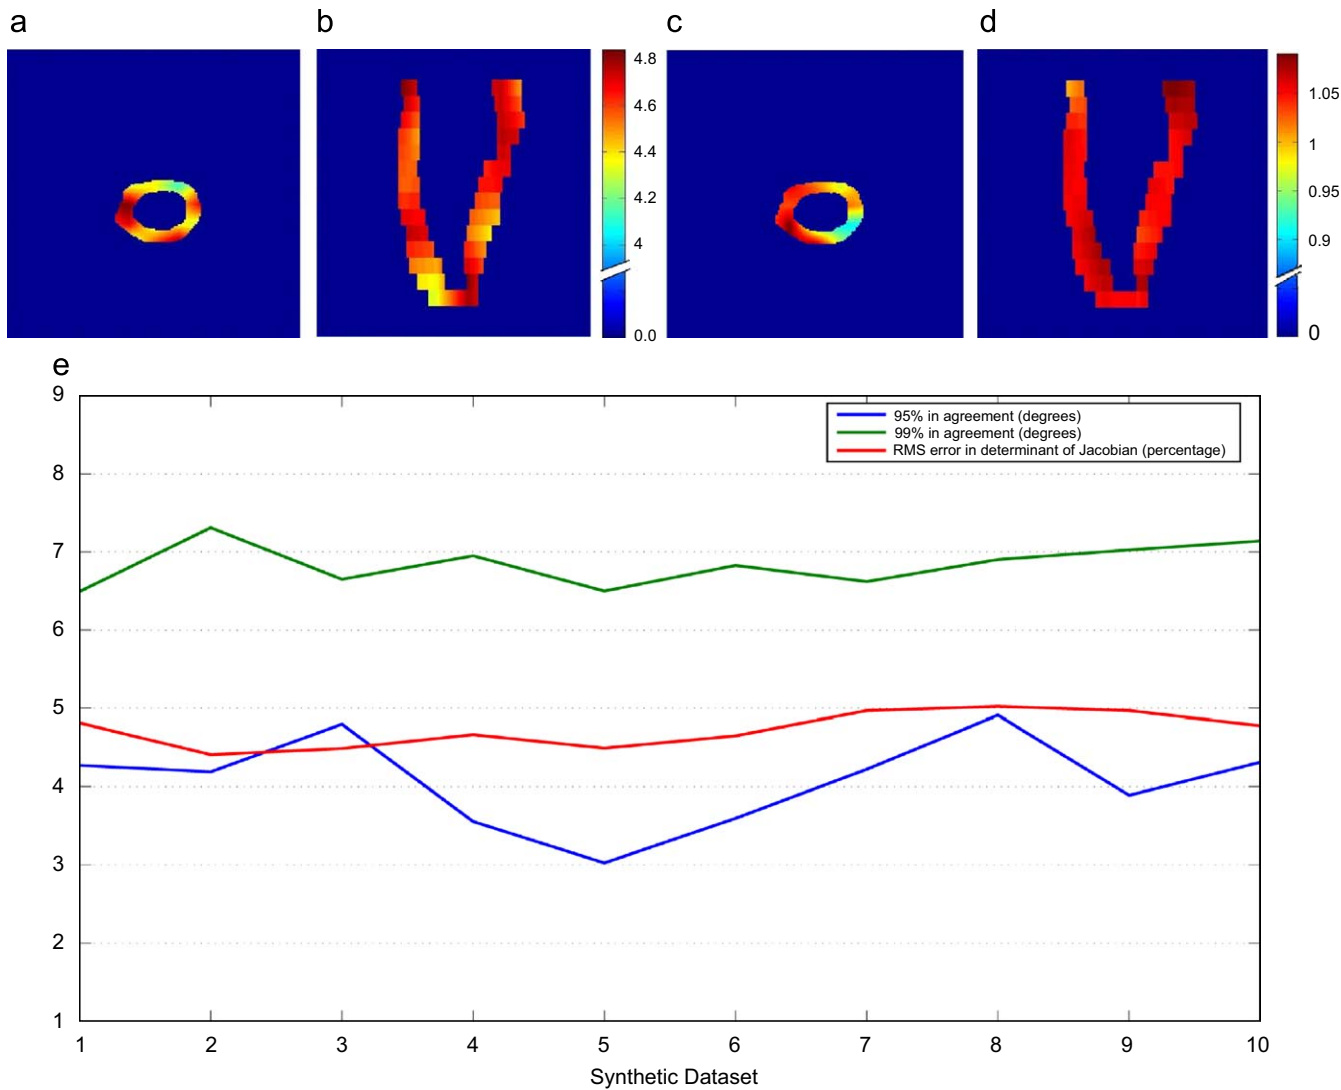 a
b
c
d
4.8
4.6
4.4
4.2
4
0.0
1.05
1
0.95
0.9
0
e
9
8
7
6
5
4
3
2
1
95% in agreement (degrees)
99% in agreement (degrees)
RMS error in determinant of Jacobian (percentage)
1 2 3 4 5 6 7 8 9 10
Synthetic Dataset